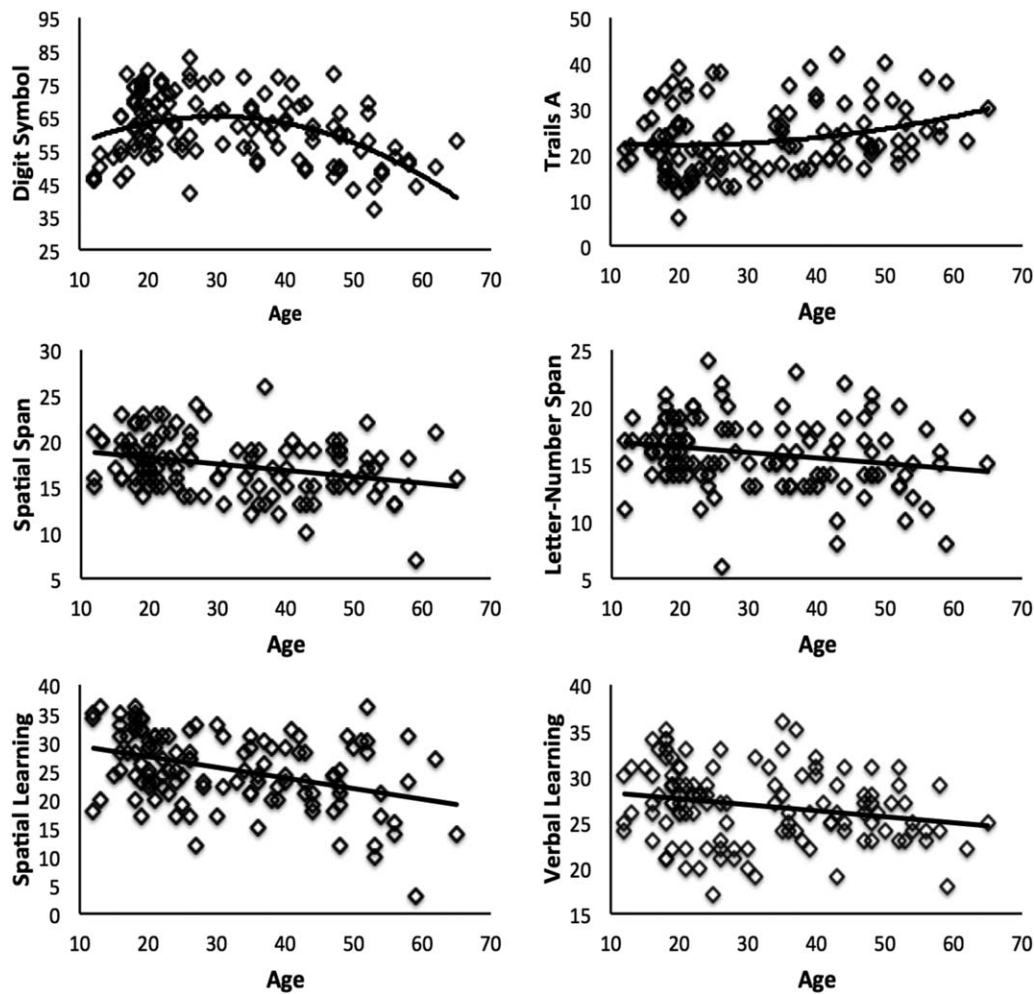 Digit Symbol
95
85
75
65
55
45
35
25
10 20 30 40 50 60 70
Age
Trails A
50
40
30
20
10
0
10 20 30 40 50 60 70
Age
Spatial Span
30
25
20
15
10
5
10 20 30 40 50 60 70
Age
Letter-Number Span
25
20
15
10
5
10 20 30 40 50 60 70
Age
Spatial Learning
40
35
30
25
20
15
10
5
0
10 20 30 40 50 60 70
Age
Verbal Learning
40
35
30
25
20
15
10 20 30 40 50 60 70
Age